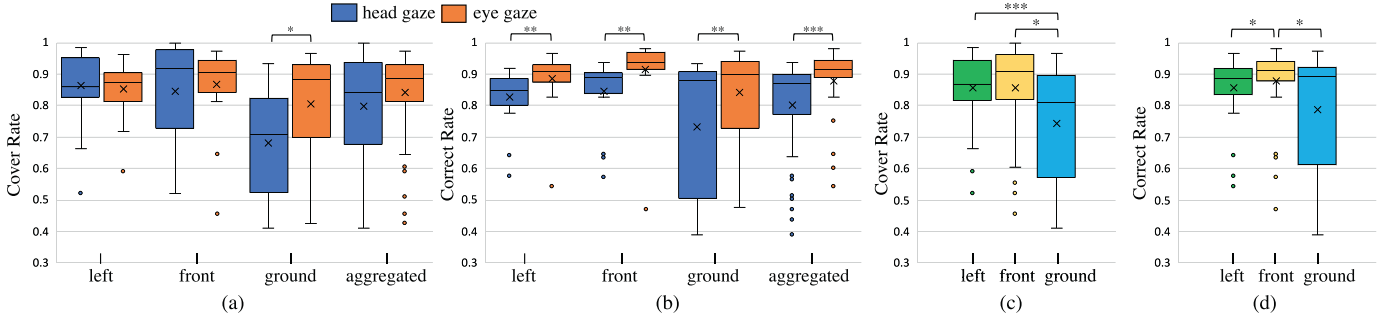 head gaze eye gaze
* ** ** ** *** *** * * *
Cover Rate
1
0.9
0.8
0.7
0.6
0.5
0.4
0.3
left front ground aggregated
(a)
Correct Rate
1
0.9
0.8
0.7
0.6
0.5
0.4
0.3
left front ground aggregated
(b)
Cover Rate
1
0.9
0.8
0.7
0.6
0.5
0.4
0.3
left front ground
(c)
Correct Rate
1
0.9
0.8
0.7
0.6
0.5
0.4
0.3
left front ground
(d)